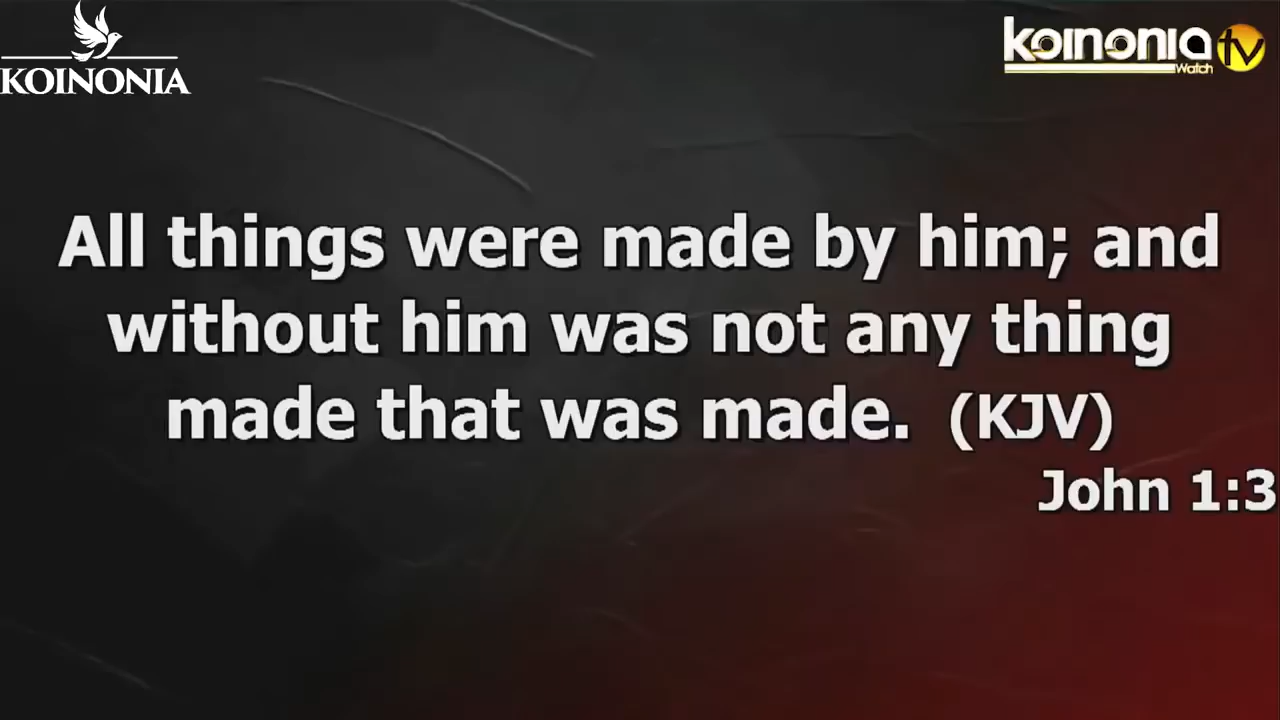 KOINONIA
koinonia tv
Watch
All things were made by him; and
without him was not any thing
made that was made. (KJV)
John 1:3